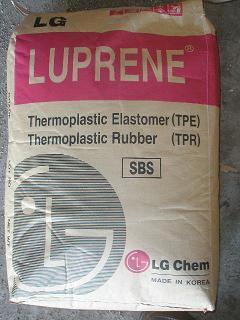 LG
LUPRENE®
Thermoplastic Elastomer (TPE)
Thermoplastic Rubber (TPR)
SBS
LG Chem
MADE IN KOREA